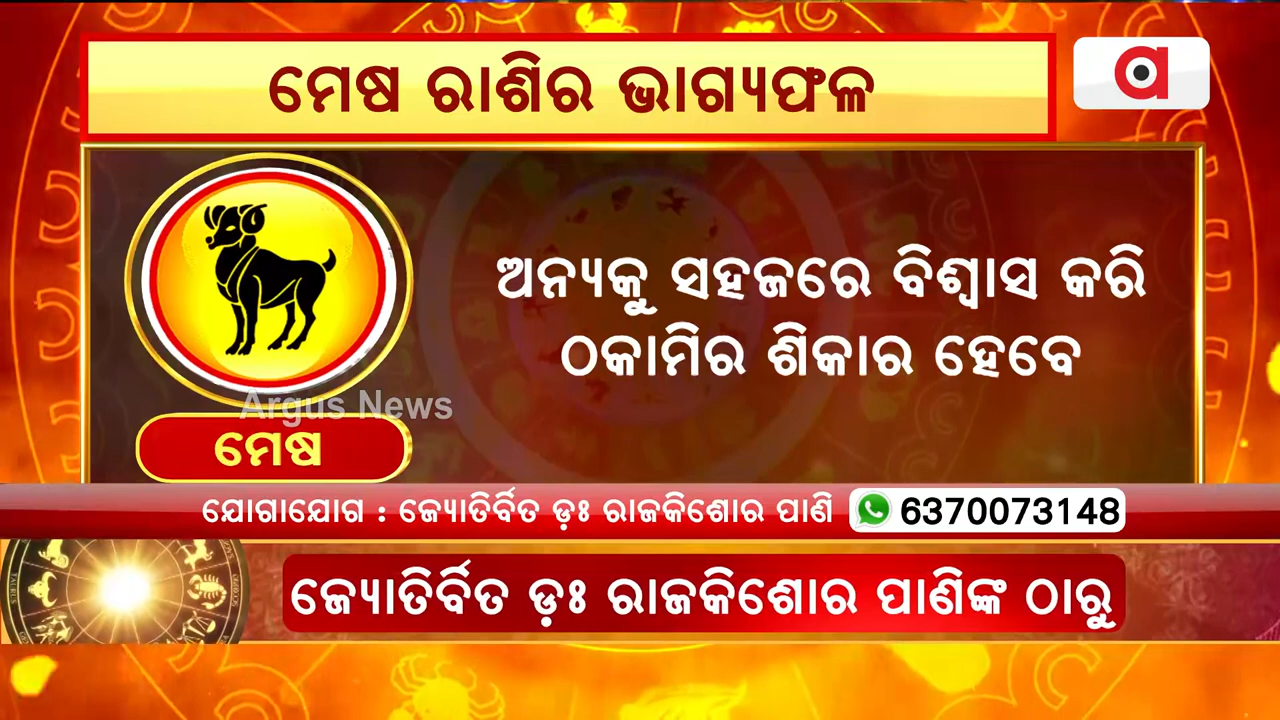 ମେଷ ରାଶିର ଭାଗ୍ୟଫଳ
a
ଅନ୍ୟକୁ ସହଜରେ ବିଶ୍ୱାସ କରି
ଠକାମିର ଶିକାର ହେବେ
Argus News
ମେଷ
ଯୋଗାଯୋଗ : ଜ୍ୟୋତିର୍ବିତ ଡ଼ଃ ରାଜକିଶୋର ପାଣି 6370073148
ଜ୍ୟୋତିର୍ବିତ ଡ଼ଃ ରାଜକିଶୋର ପାଣିଙ୍କ ଠାରୁ